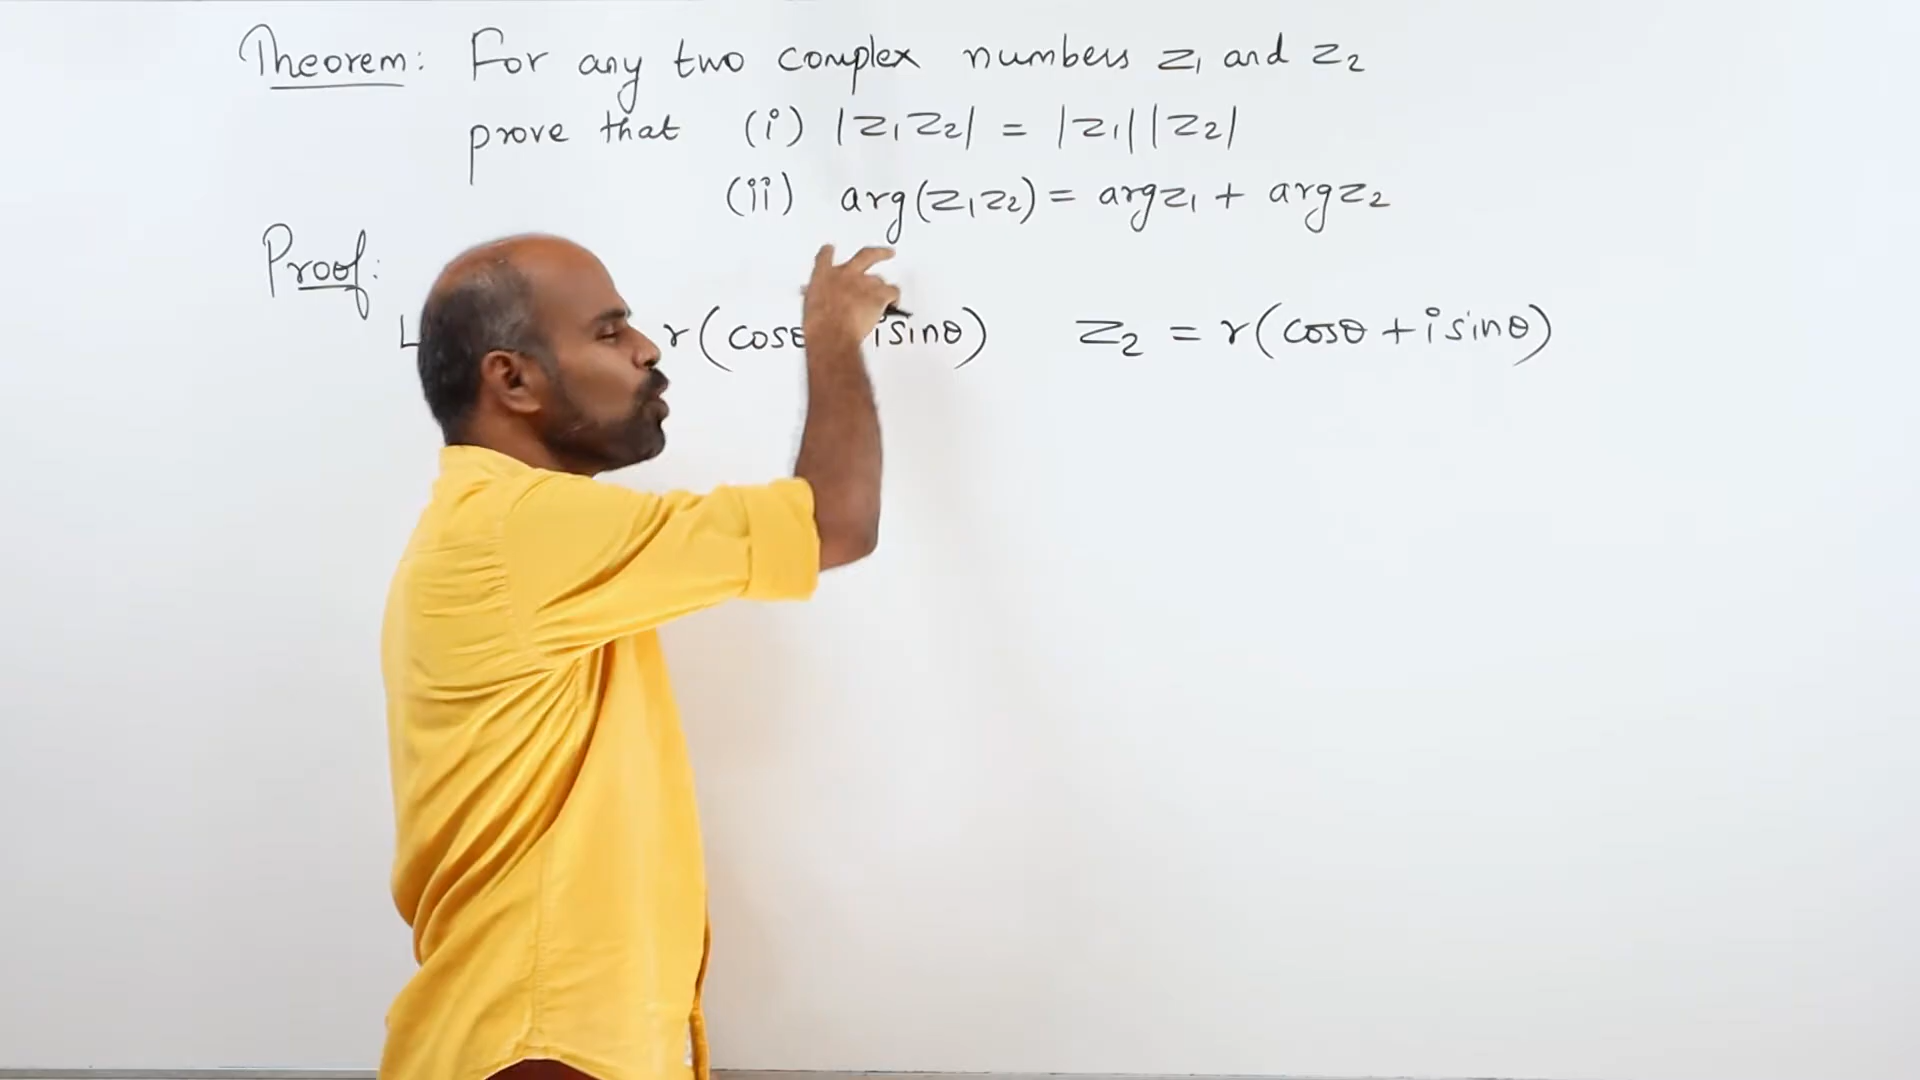 Theorem: For any two complex numbers z₁ and z₂
prove that (i) |z₁z₂| = |z₁||z₂|
(ii) arg(z₁z₂) = argz₁ + argz₂
Proof:
r(cosθ isinθ) z₂ = r(cosθ + isinθ)